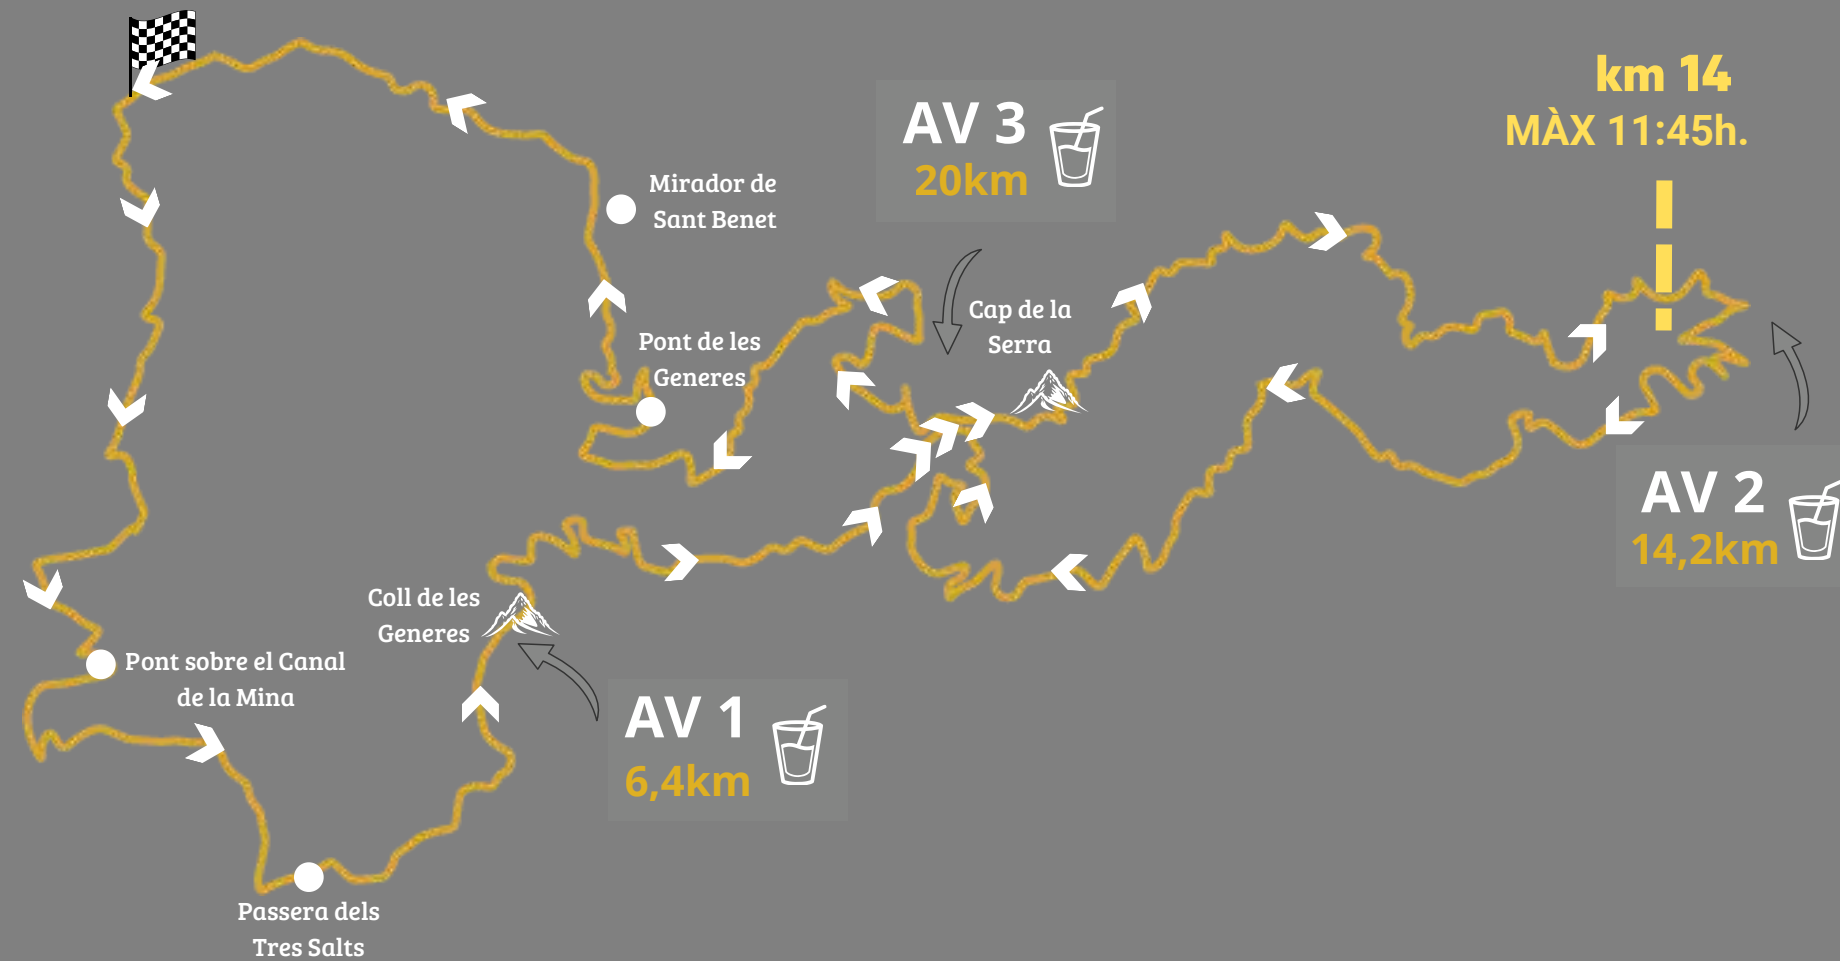 km 14
MÀX 11:45h.
AV 3
20km
Mirador de
Sant Benet
Cap de la
Serra
Pont de les
Generes
AV 2
14,2km
Coll de les
Generes
Pont sobre el Canal
de la Mina
AV 1
6,4km
Passera dels
Tres Salts